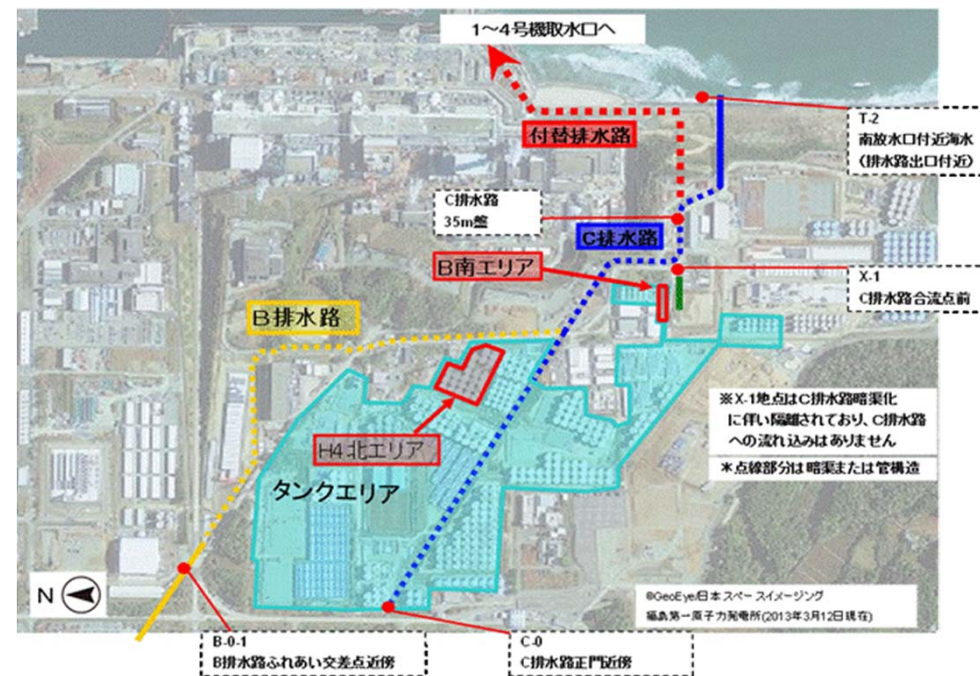 1～4号機取水口へ
付替排水路
T-2
南放水口付近海水
(排水路出口付近)
C排水路
35m盤
C排水路
B南エリア
X-1
C排水路合流点前
B排水路
H4北エリア
タンクエリア
※X-1地点はC排水路暗渠化
に伴い隔離されており、C排水路
への流れ込みはありません
＊点線部分は暗渠または管構造
N
©GeoEye/日本スペースイメージング
福島第一原子力発電所(2013年3月12日現在)
B-0-1
B排水路ふれあい交差点近傍
C-0
C排水路正門近傍